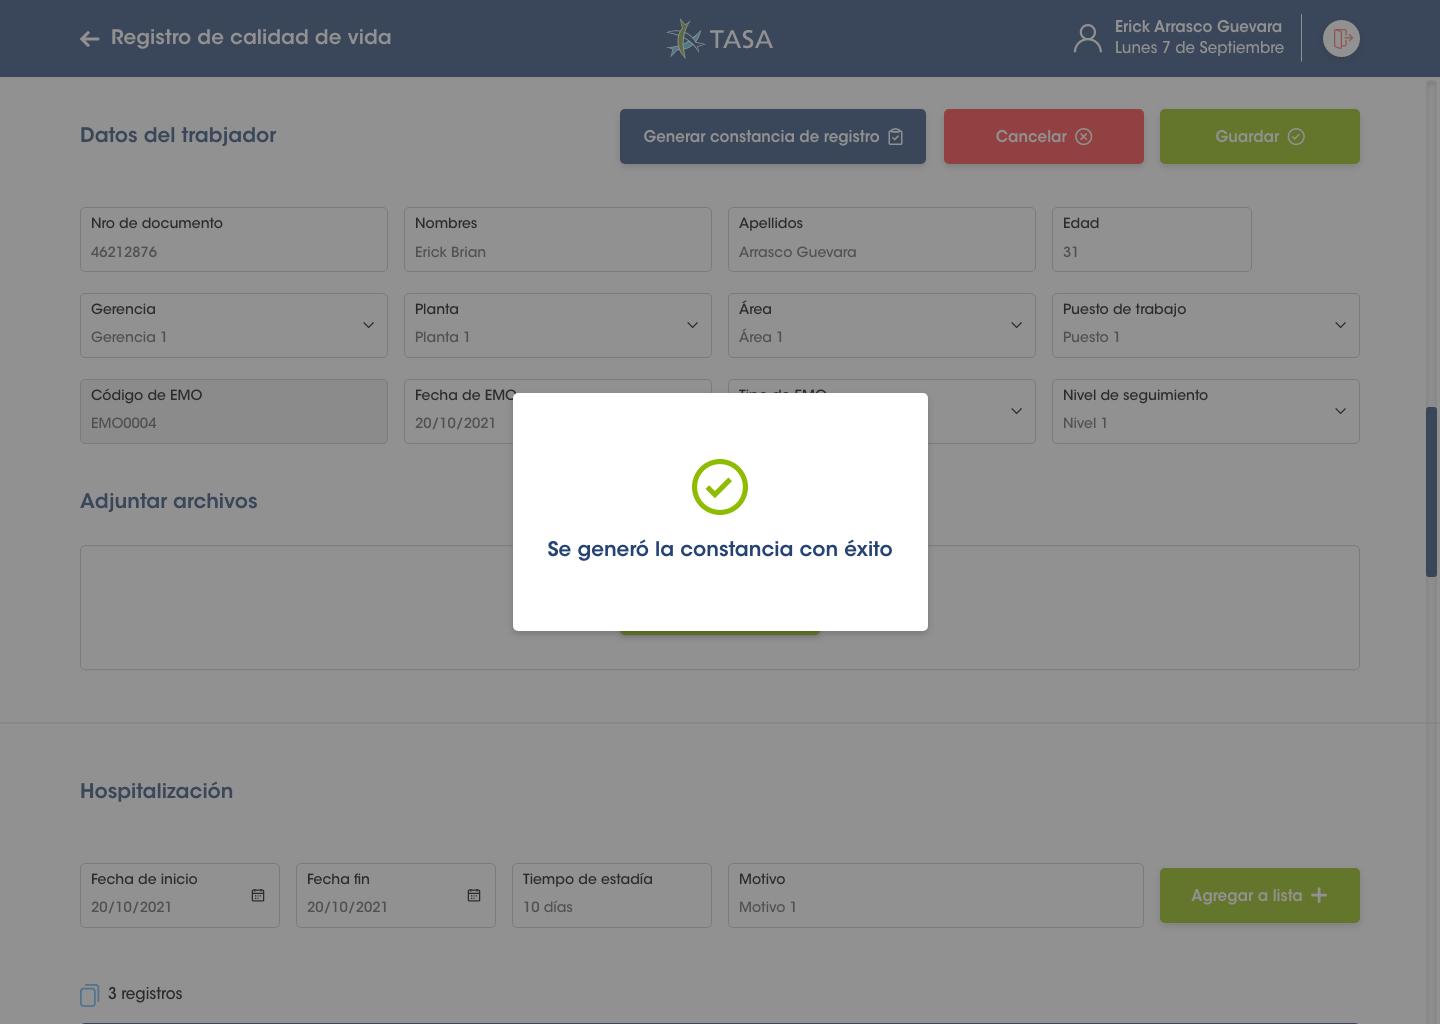 Registro de calidad de vida
TASA
Erick Arrasco Guevara
Lunes 7 de Septiembre
Datos del trabjador
Generar constancia de registro
Cancelar
Guardar
Nro de documento
46212876
Nombres
Erick Brian
Apellidos
Arrasco Guevara
Edad
31
Gerencia
Gerencia 1
Planta
Planta 1
Área
Área 1
Puesto de trabajo
Puesto 1
Código de EMO
EMO0004
Fecha de EMO
20/10/2021
Tipo de EMO
Nivel de seguimiento
Nivel 1
Adjuntar archivos
Se generó la constancia con éxito
Hospitalización
Fecha de inicio
20/10/2021
Fecha fin
20/10/2021
Tiempo de estadía
10 días
Motivo
Motivo 1
Agregar a lista
3 registros